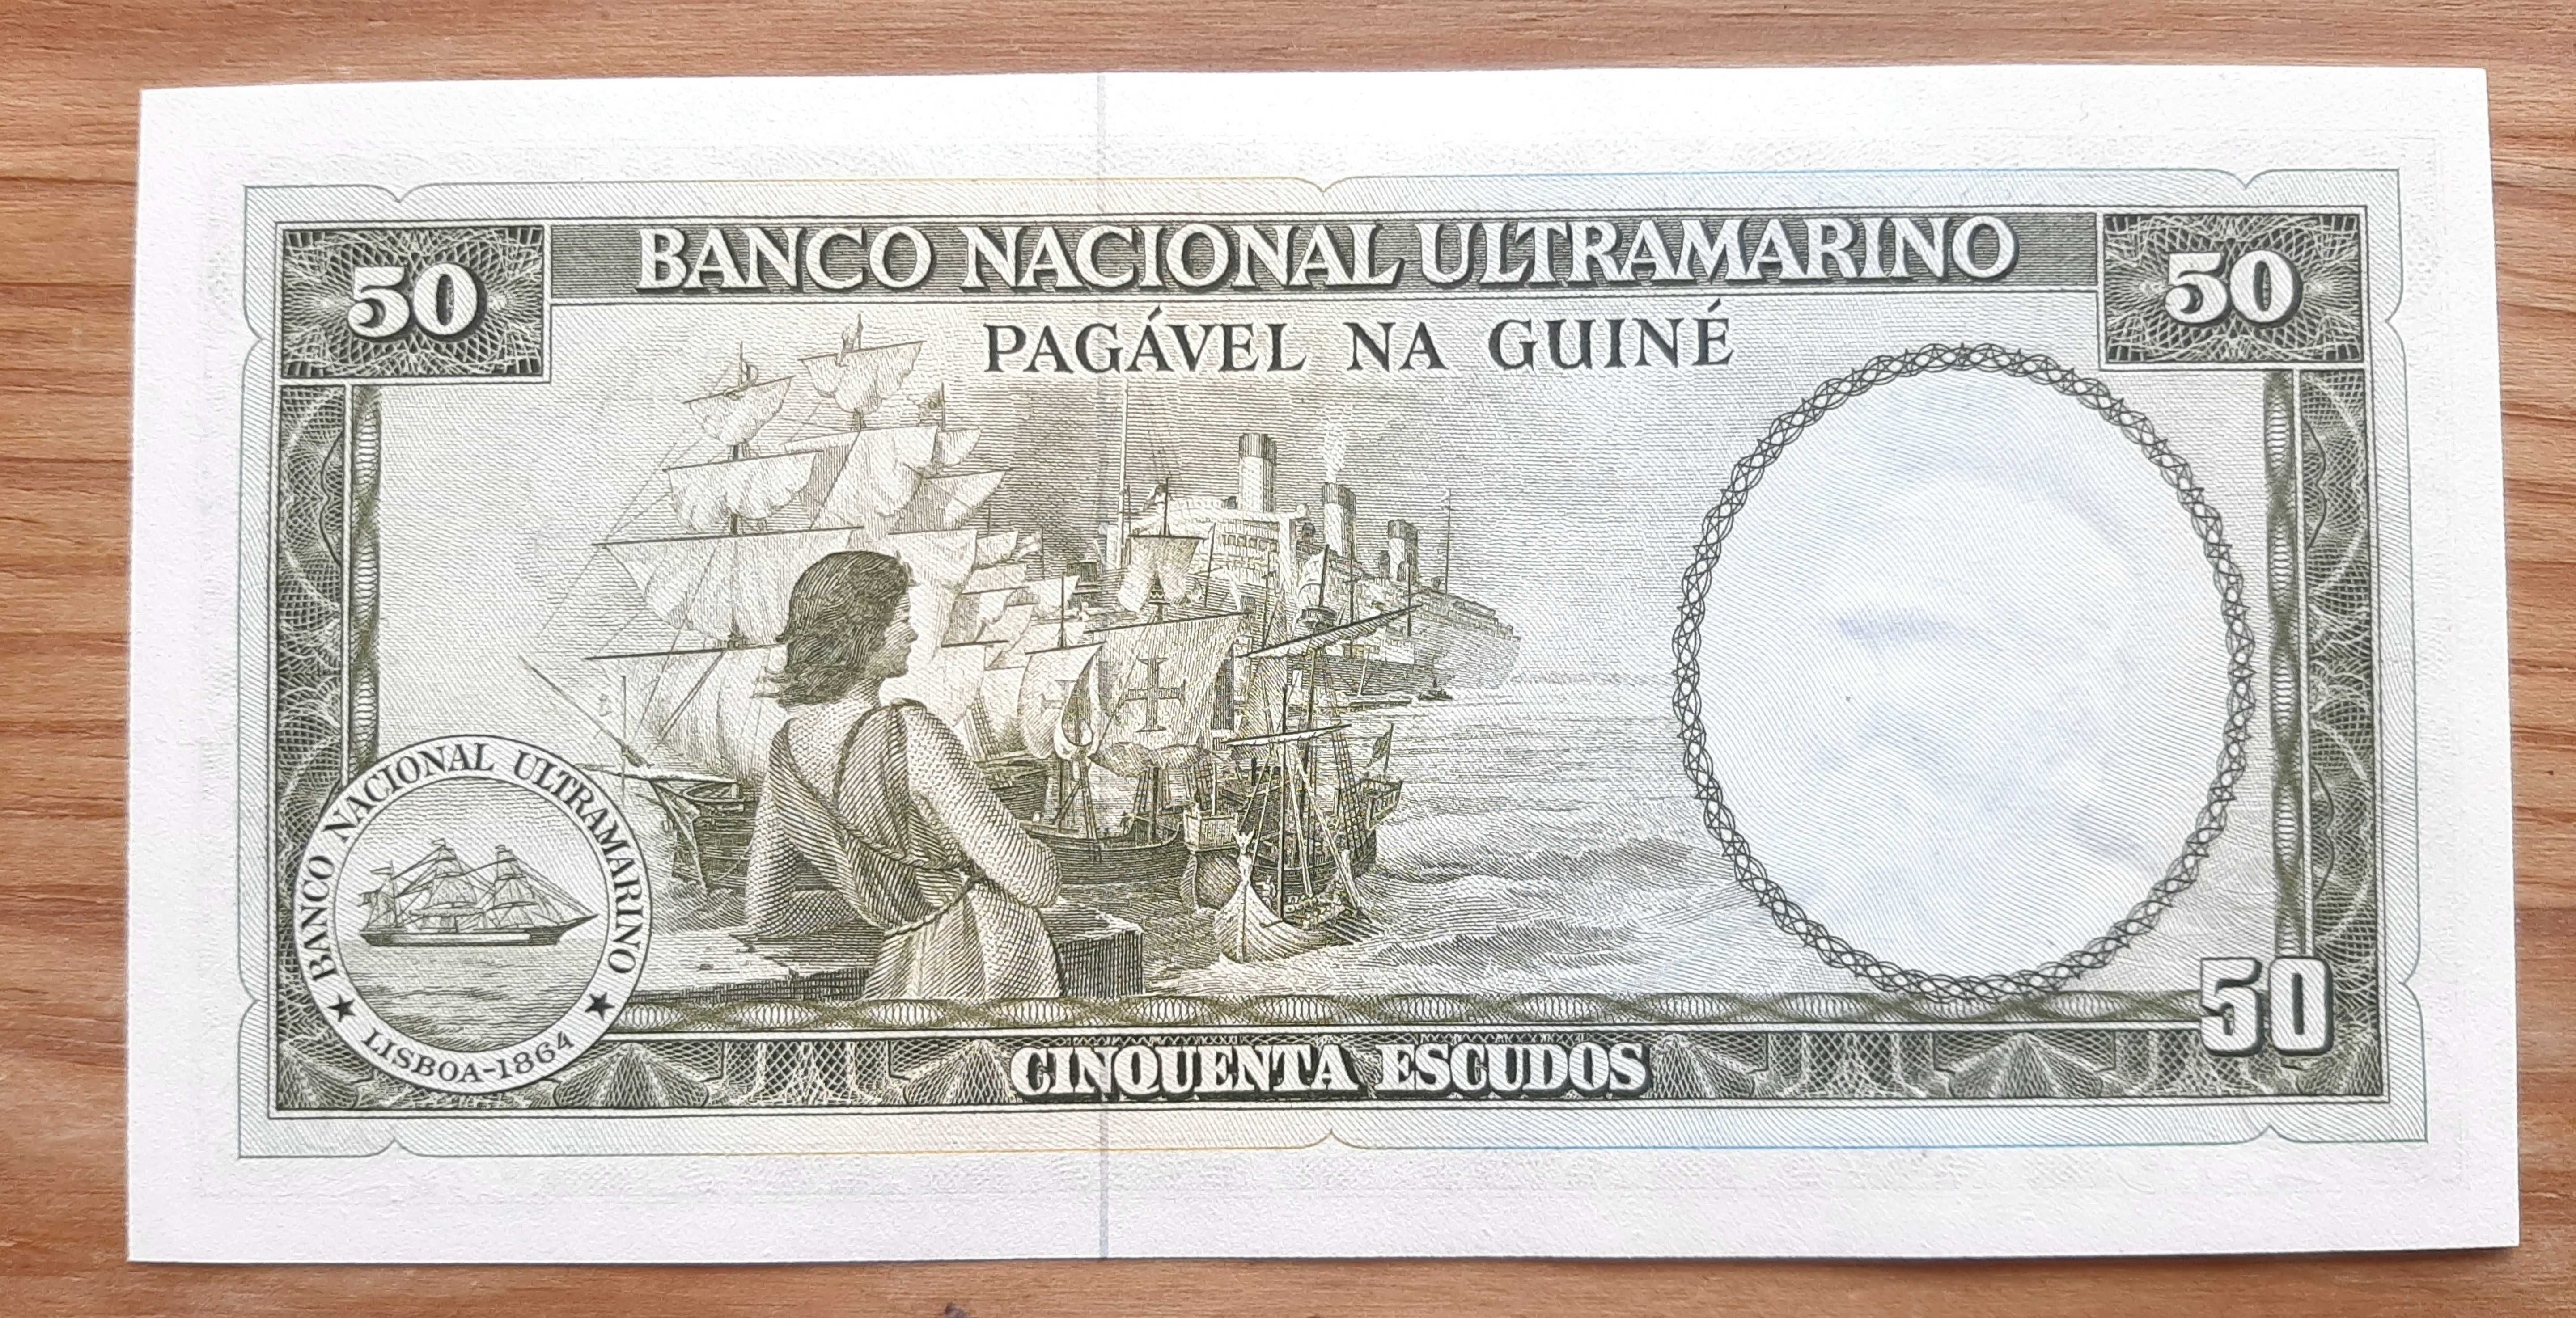 50
BANCO NACIONAL ULTRAMARINO
50
PAGÁVEL NA GUINÉ
BANCO NACIONAL ULTRAMARINO
LISBOA-1864
CINQUENTA ESCUDOS
50